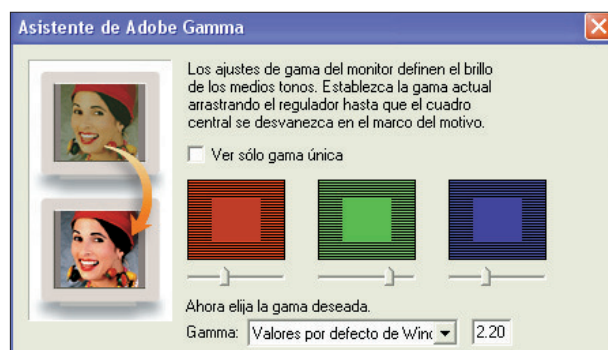 Asistente de Adobe Gamma
Los ajustes de gama del monitor definen el brillo
de los medios tonos. Establezca la gama actual
arrastrando el regulador hasta que el cuadro
central se desvanezca en el marco del motivo.
Ver sólo gama única
Ahora elija la gama deseada.
Gamma: Valores por defecto de Wind 2.20